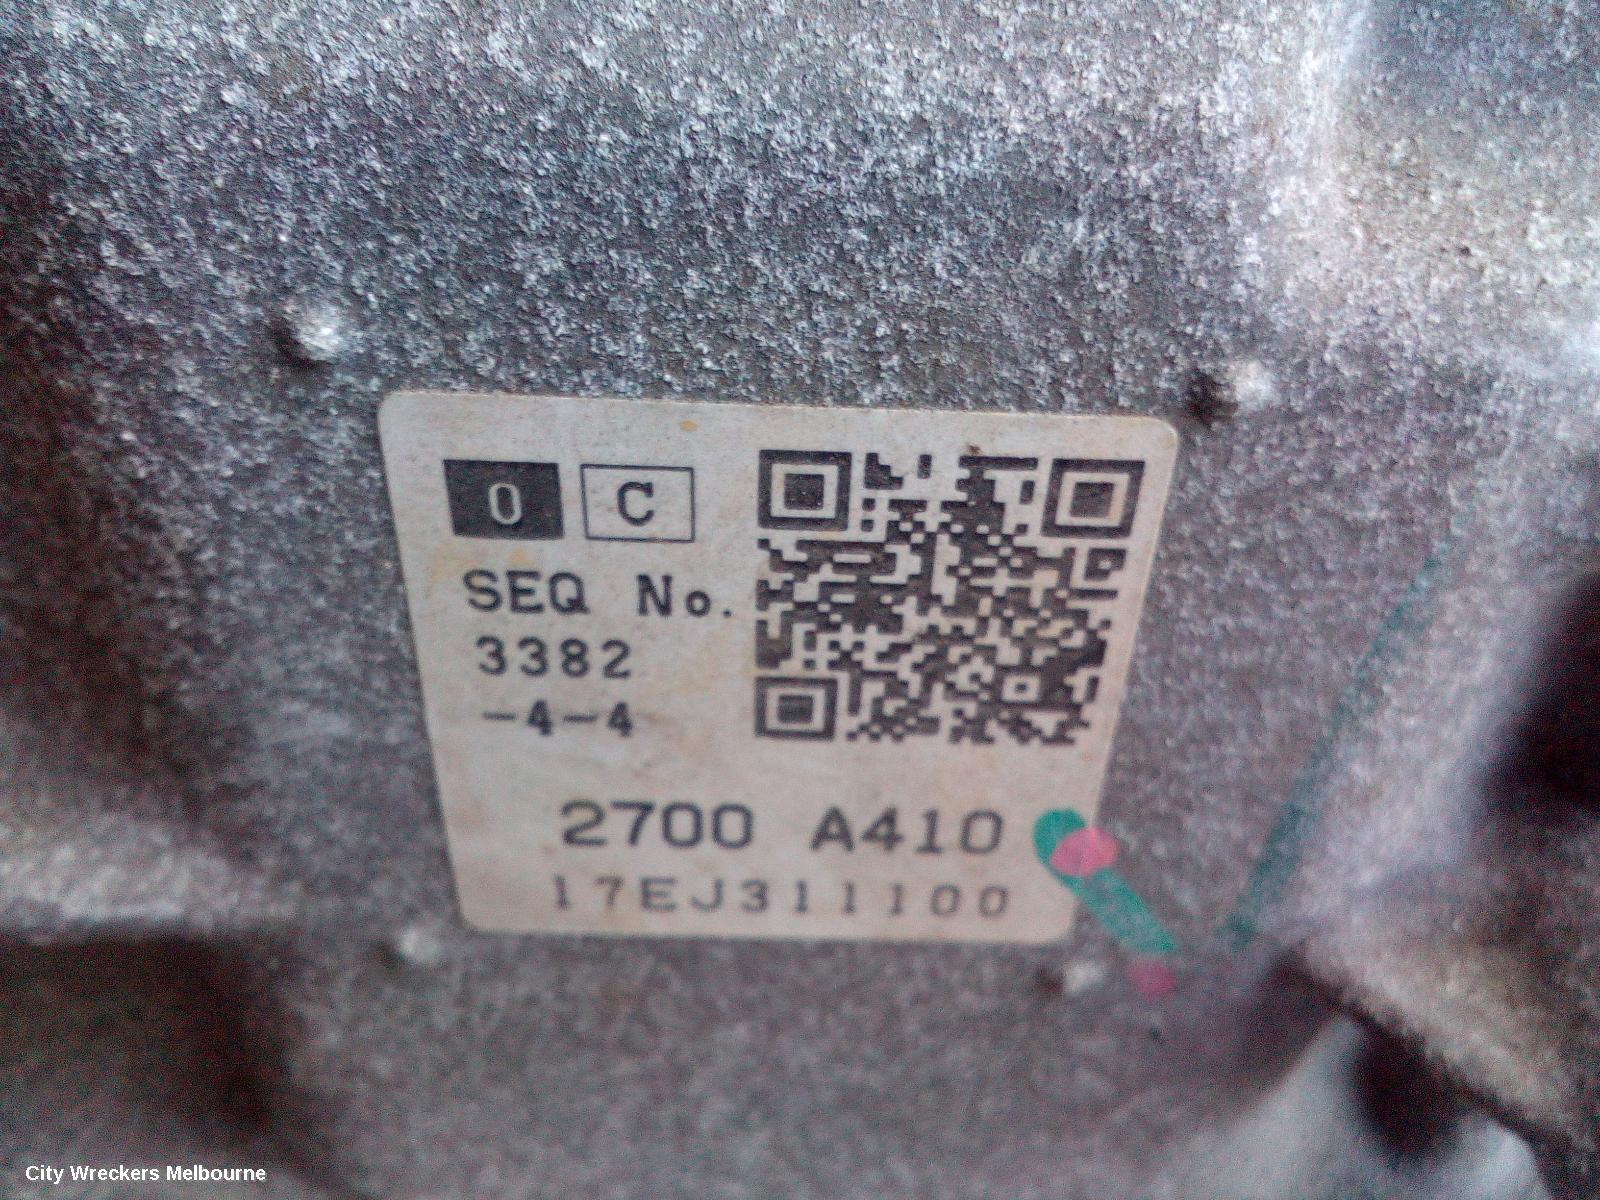 0 C
SEQ No.
3382
-4-4
2700 A410
17EJ311100
City Wreckers Melbourne